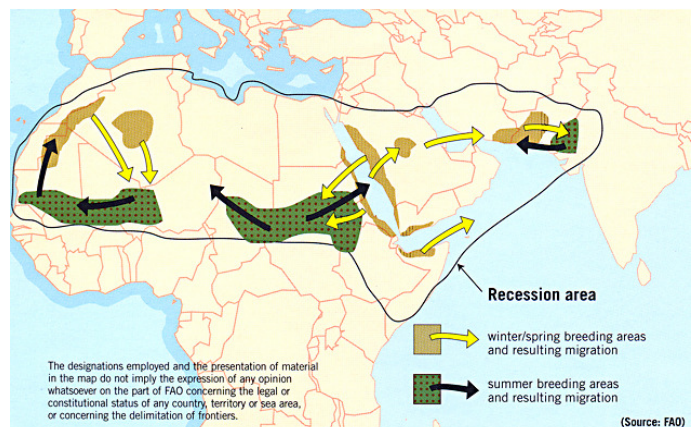 Recession area
winter/spring breeding areas
and resulting migration
The designations employed and the presentation of material
in the map do not imply the expression of any opinion
whatsoever on the part of FAO concerning the legal or
constitutional status of any country, territory or sea area,
or concerning the delimitation of frontiers.
summer breeding areas
and resulting migration
(Source: FAO)